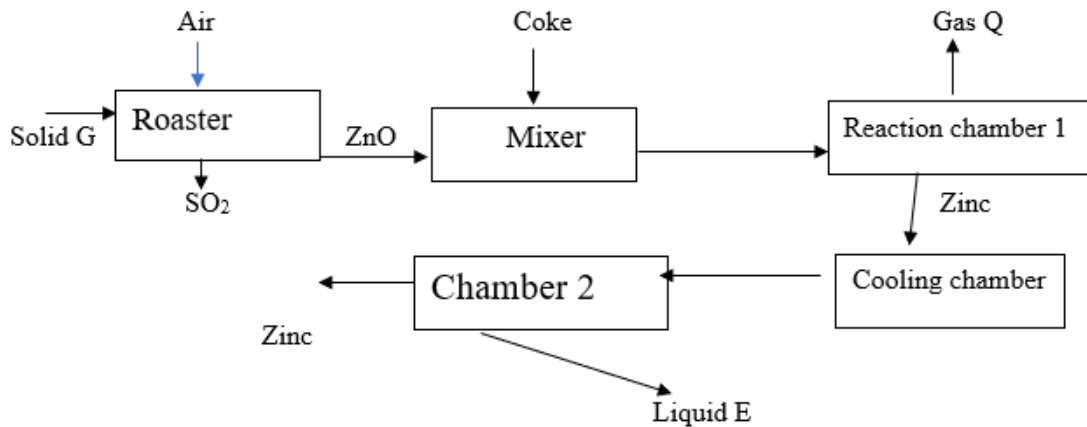 Air
Coke
Gas Q
Roaster
Mixer
Reaction chamber 1
Solid G
ZnO
SO₂
Zinc
Chamber 2
Cooling chamber
Zinc
Liquid E